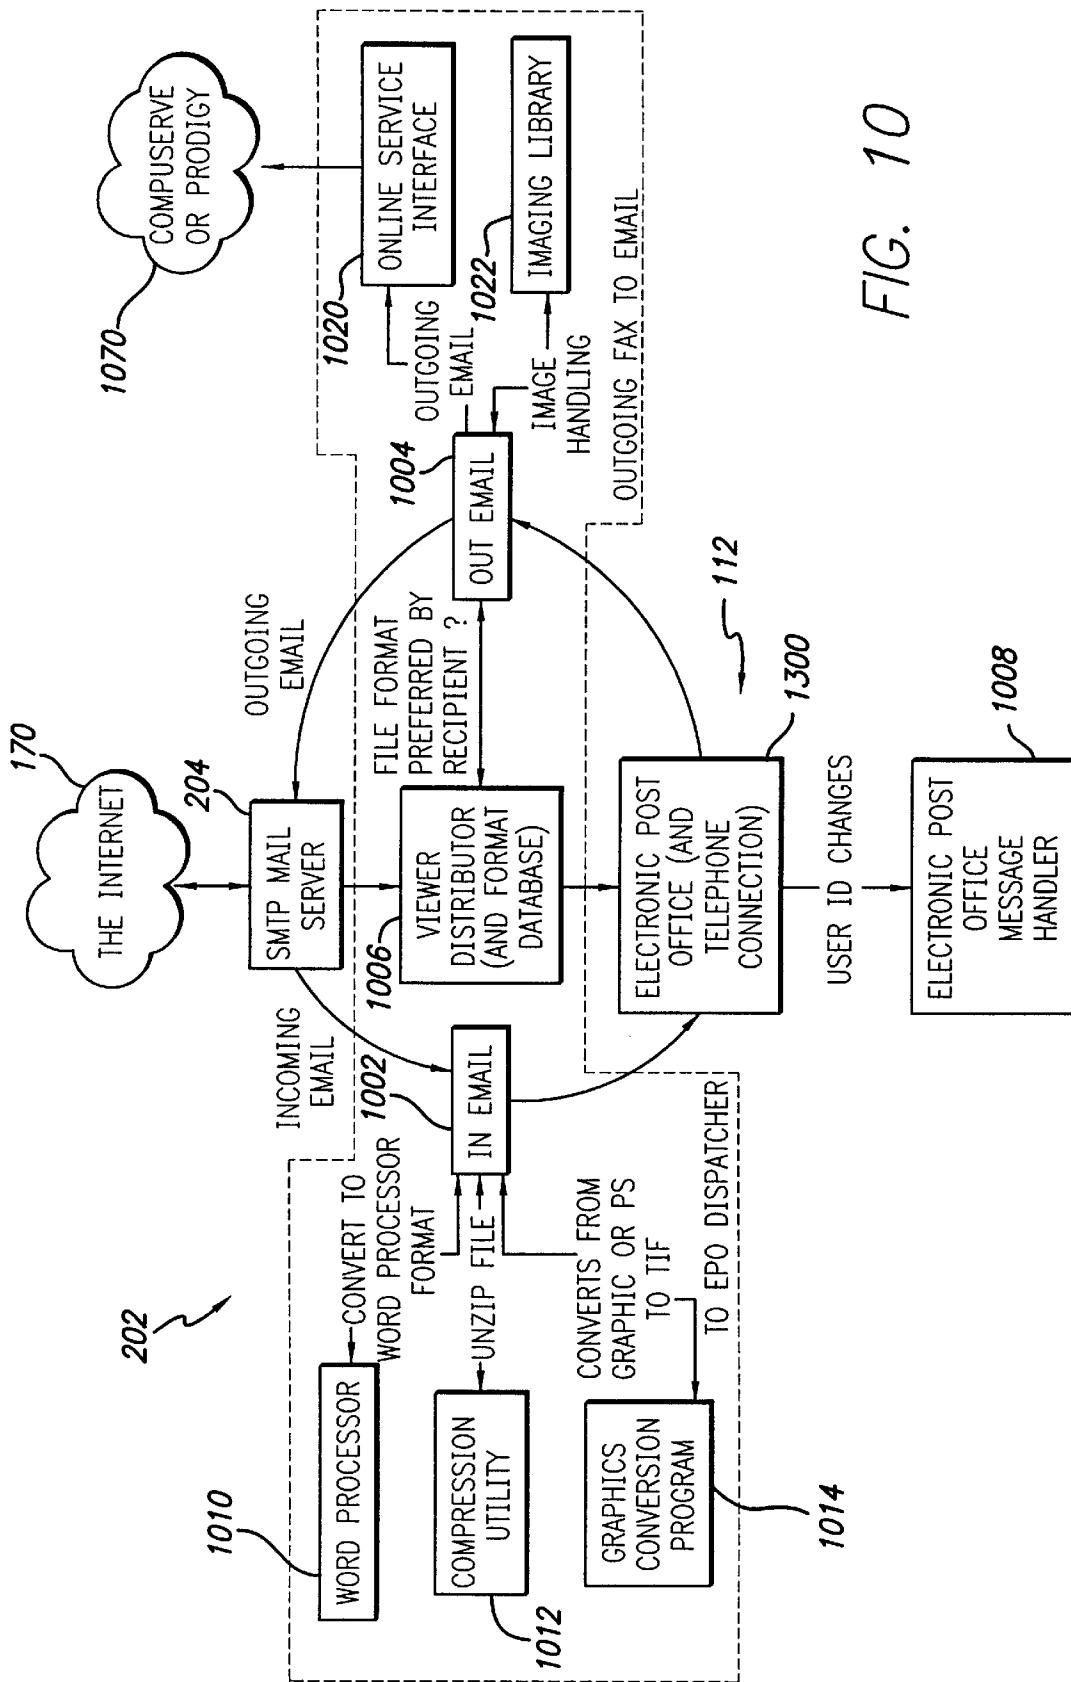 202
170
THE INTERNET
204
SMTP MAIL
SERVER
INCOMING
EMAIL
OUTGOING
EMAIL
1070
COMPUSERVE
OR PRODIGY
1010
WORD PROCESSOR
CONVERT TO
WORD PROCESSOR
FORMAT
1012
COMPRESSION
UTILITY
UNZIP FILE
1014
GRAPHICS
CONVERSION
PROGRAM
CONVERTS FROM
GRAPHIC OR PS
TO TIF
TO EPO DISPATCHER
1002
IN EMAIL
1006
VIEWER
DISTRIBUTOR
(AND FORMAT
DATABASE)
FILE FORMAT
PREFERRED BY
RECIPIENT ?
1004
OUT EMAIL
OUTGOING
EMAIL
1020
ONLINE SERVICE
INTERFACE
IMAGE
HANDLING
1022
IMAGING LIBRARY
OUTGOING FAX TO EMAIL
112
1300
ELECTRONIC POST
OFFICE (AND
TELEPHONE
CONNECTION)
USER ID CHANGES
1008
ELECTRONIC POST
OFFICE
MESSAGE
HANDLER
FIG. 10